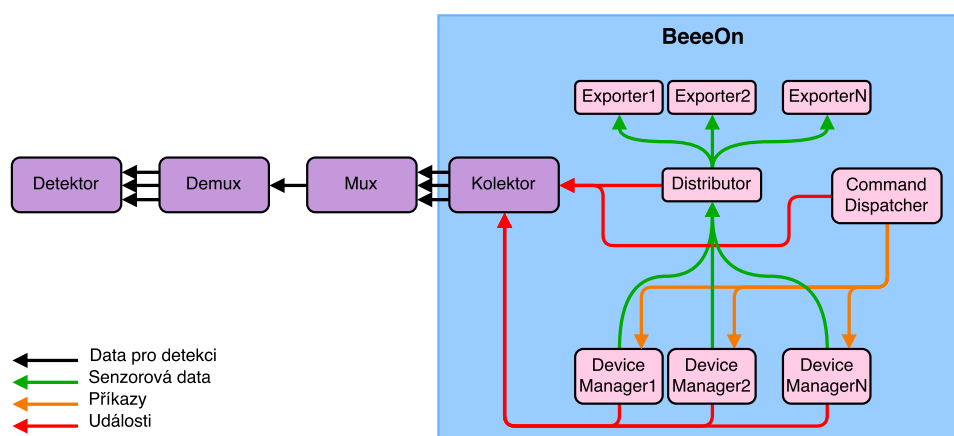 BeeeOn
Exporter1
Exporter2
ExporterN
Detektor
Demux
Mux
Kolektor
Distributor
Command
Dispatcher
Device
Manager1
Device
Manager2
Device
ManagerN
Data pro detekci
Senzorová data
Příkazy
Události